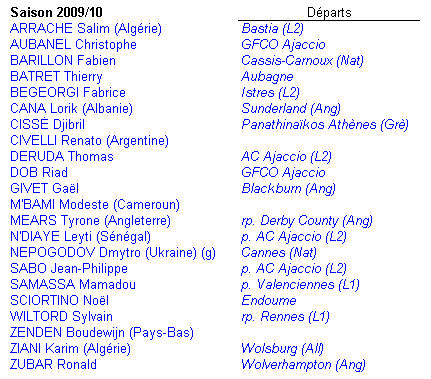 Saison 2009/10 Départs
ARRACHE Salim (Algérie) Bastia (L2)
AUBANEL Christophe GFCO Ajaccio
BARILLON Fabien Cassis-Carnoux (Nat)
BATRET Thierry Aubagne
BEGEORGI Fabrice Istres (L2)
CANA Lorik (Albanie) Sunderland (Ang)
CISSÉ Djibril Panathinaïkos Athènes (Grè)
CIVELLI Renato (Argentine)
DERUDA Thomas AC Ajaccio (L2)
DOB Riad GFCO Ajaccio
GIVET Gaël Blackburn (Ang)
M'BAMI Modeste (Cameroun)
MEARS Tyrone (Angleterre) rp. Derby County (Ang)
N'DIAYE Leyti (Sénégal) p. AC Ajaccio (L2)
NEPOGODOV Dmytro (Ukraine) (g) Cannes (Nat)
SABO Jean-Philippe p. AC Ajaccio (L2)
SAMASSA Mamadou p. Valenciennes (L1)
SCIORTINO Noël Endoume
WILTORD Sylvain rp. Rennes (L1)
ZENDEN Boudewijn (Pays-Bas)
ZIANI Karim (Algérie) Wolsburg (All)
ZUBAR Ronald Wolverhampton (Ang)